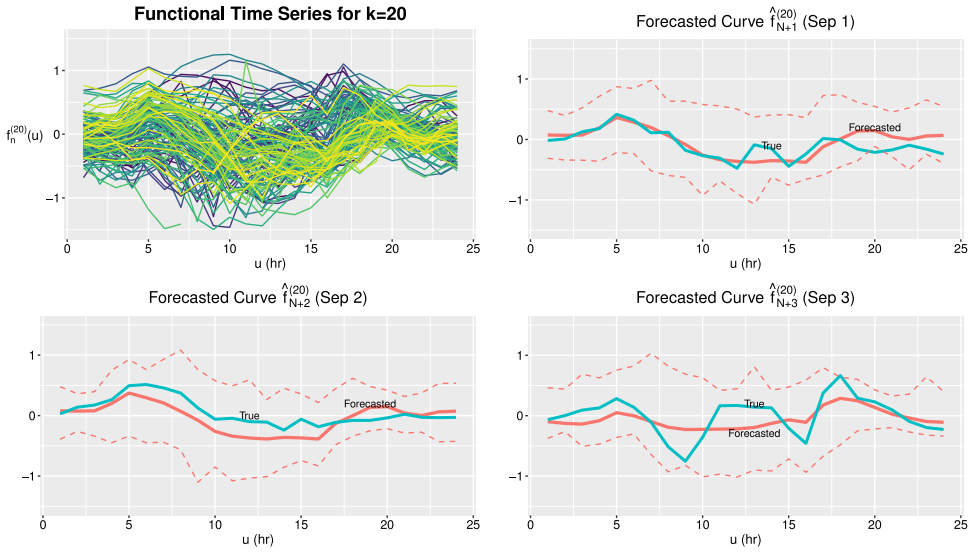 Functional Time Series for k=20
f_n^(20)(u)
1
0
−1
0
5
10
15
20
25
u (hr)
Forecasted Curve f̂_{N+1}^(20) (Sep 1)
1
0
−1
True
Forecasted
0
5
10
15
20
25
u (hr)
Forecasted Curve f̂_{N+2}^(20) (Sep 2)
1
0
−1
True
Forecasted
0
5
10
15
20
25
u (hr)
Forecasted Curve f̂_{N+3}^(20) (Sep 3)
1
0
−1
True
Forecasted
0
5
10
15
20
25
u (hr)